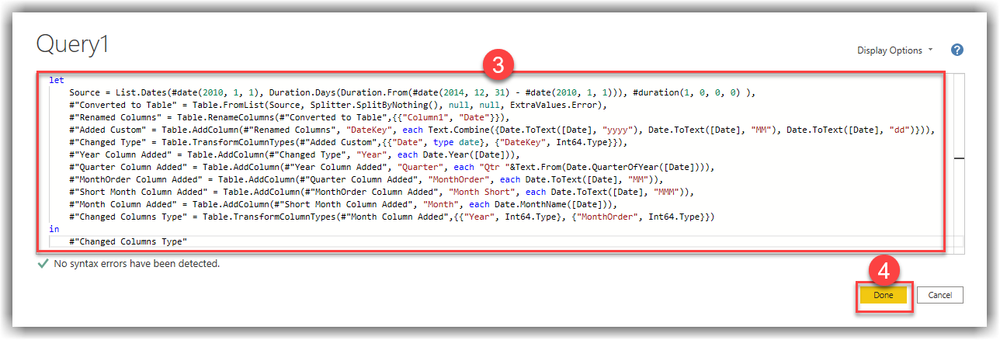 Query1
Display Options
?
3
let
Source = List.Dates(#date(2010, 1, 1), Duration.Days(Duration.From(#date(2014, 12, 31) - #date(2010, 1, 1))), #duration(1, 0, 0, 0) ),
#"Converted to Table" = Table.FromList(Source, Splitter.SplitByNothing(), null, null, ExtraValues.Error),
#"Renamed Columns" = Table.RenameColumns(#"Converted to Table",{{"Column1", "Date"}}),
#"Added Custom" = Table.AddColumn(#"Renamed Columns", "DateKey", each Text.Combine({Date.ToText([Date], "yyyy"), Date.ToText([Date], "MM"), Date.ToText([Date], "dd")})),
#"Changed Type" = Table.TransformColumnTypes(#"Added Custom",{{"Date", type date}, {"DateKey", Int64.Type}}),
#"Year Column Added" = Table.AddColumn(#"Changed Type", "Year", each Date.Year([Date])),
#"Quarter Column Added" = Table.AddColumn(#"Year Column Added", "Quarter", each "Qtr "&Text.From(Date.QuarterOfYear([Date]))),
#"MonthOrder Column Added" = Table.AddColumn(#"Quarter Column Added", "MonthOrder", each Date.ToText([Date], "MM")),
#"Short Month Column Added" = Table.AddColumn(#"MonthOrder Column Added", "Month Short", each Date.ToText([Date], "MMM")),
#"Month Column Added" = Table.AddColumn(#"Short Month Column Added", "Month", each Date.MonthName([Date])),
#"Changed Columns Type" = Table.TransformColumnTypes(#"Month Column Added",{{"Year", Int64.Type}, {"MonthOrder", Int64.Type}})
in
#"Changed Columns Type"
No syntax errors have been detected.
4
Done
Cancel